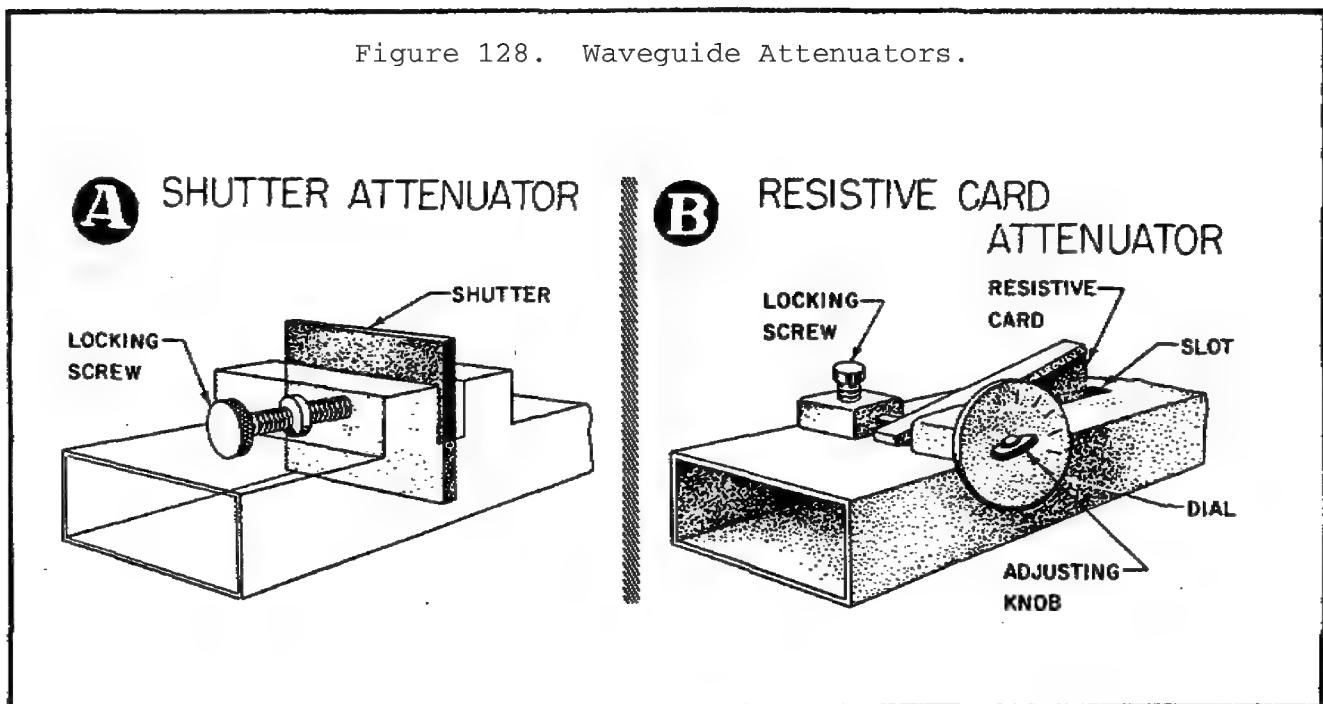 Figure 128. Waveguide Attenuators.
A SHUTTER ATTENUATOR
SHUTTER
LOCKING
SCREW
B RESISTIVE CARD
ATTENUATOR
LOCKING
SCREW
RESISTIVE
CARD
SLOT
DIAL
ADJUSTING
KNOB